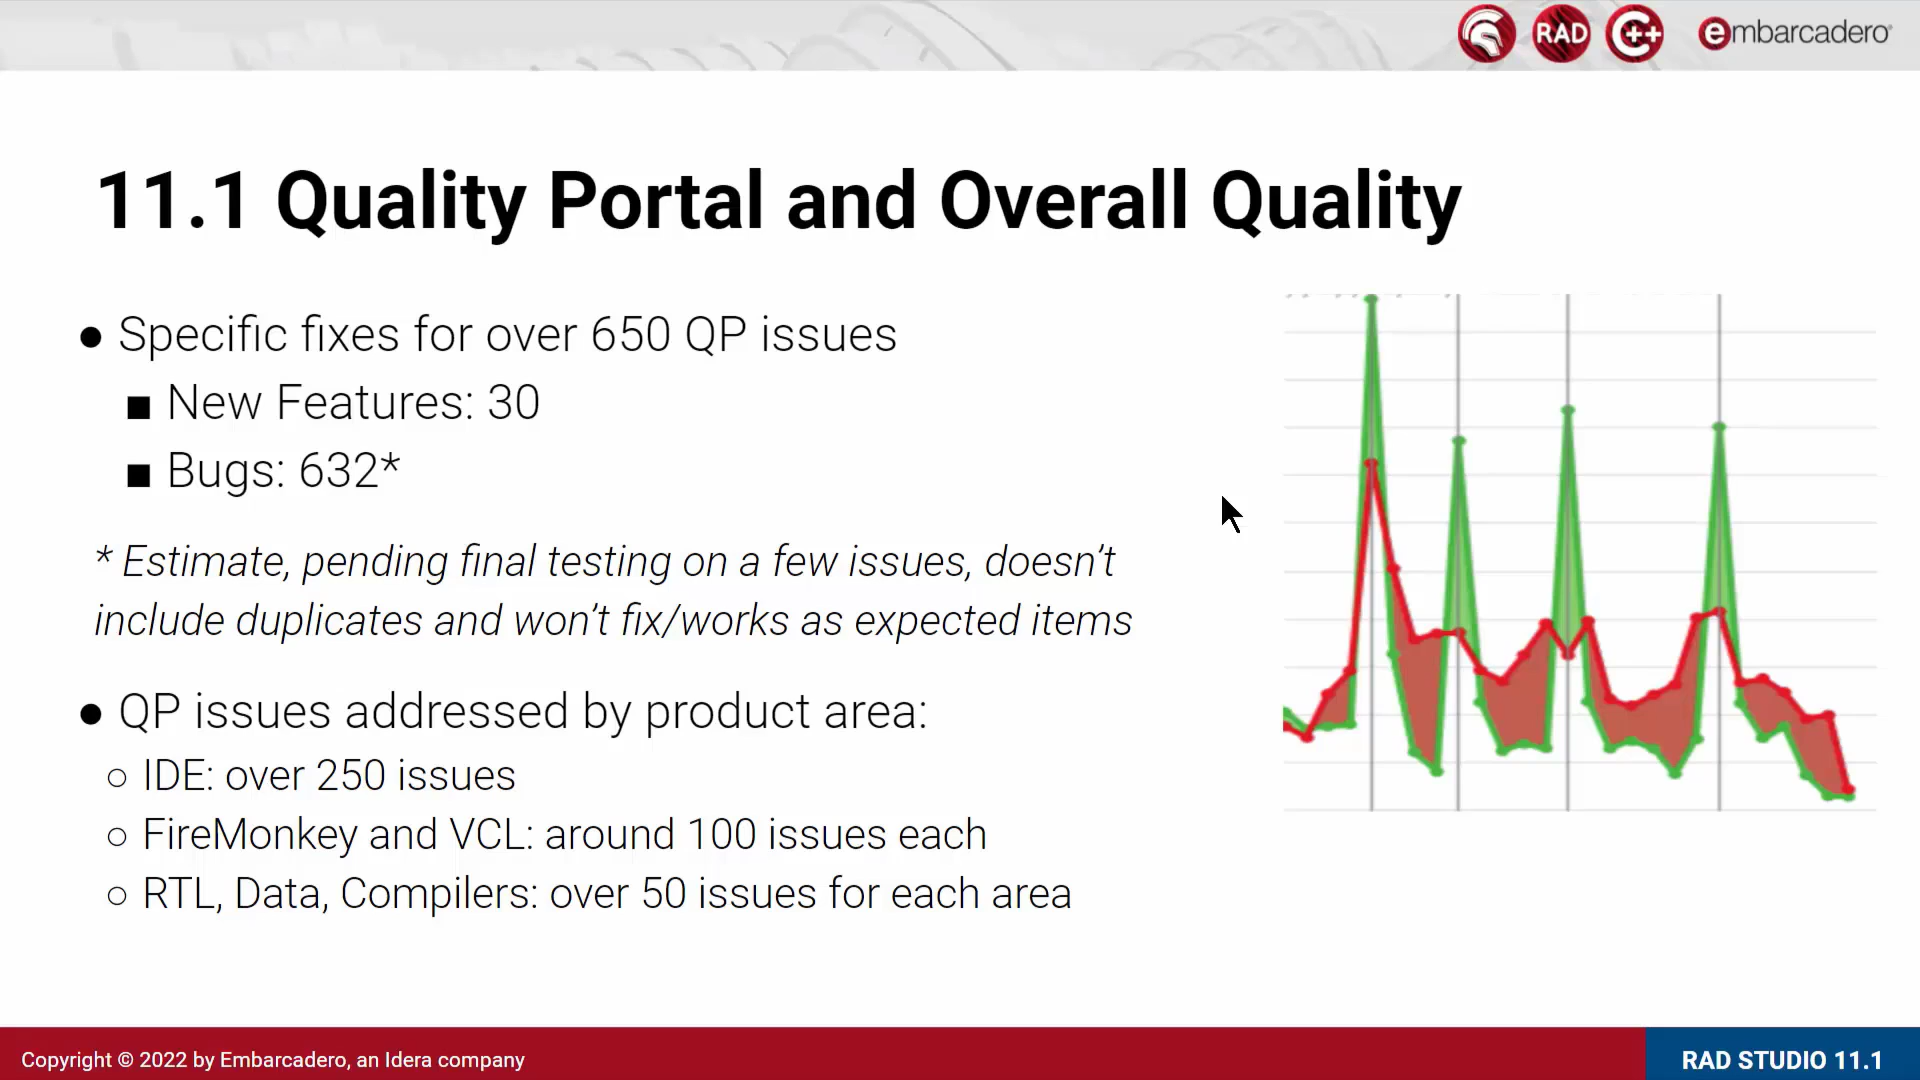 RAD
C++
embarcadero®
11.1 Quality Portal and Overall Quality
● Specific fixes for over 650 QP issues
■ New Features: 30
■ Bugs: 632*
* Estimate, pending final testing on a few issues, doesn’t
include duplicates and won’t fix/works as expected items
● QP issues addressed by product area:
○ IDE: over 250 issues
○ FireMonkey and VCL: around 100 issues each
○ RTL, Data, Compilers: over 50 issues for each area
Copyright © 2022 by Embarcadero, an Idera company
RAD STUDIO 11.1